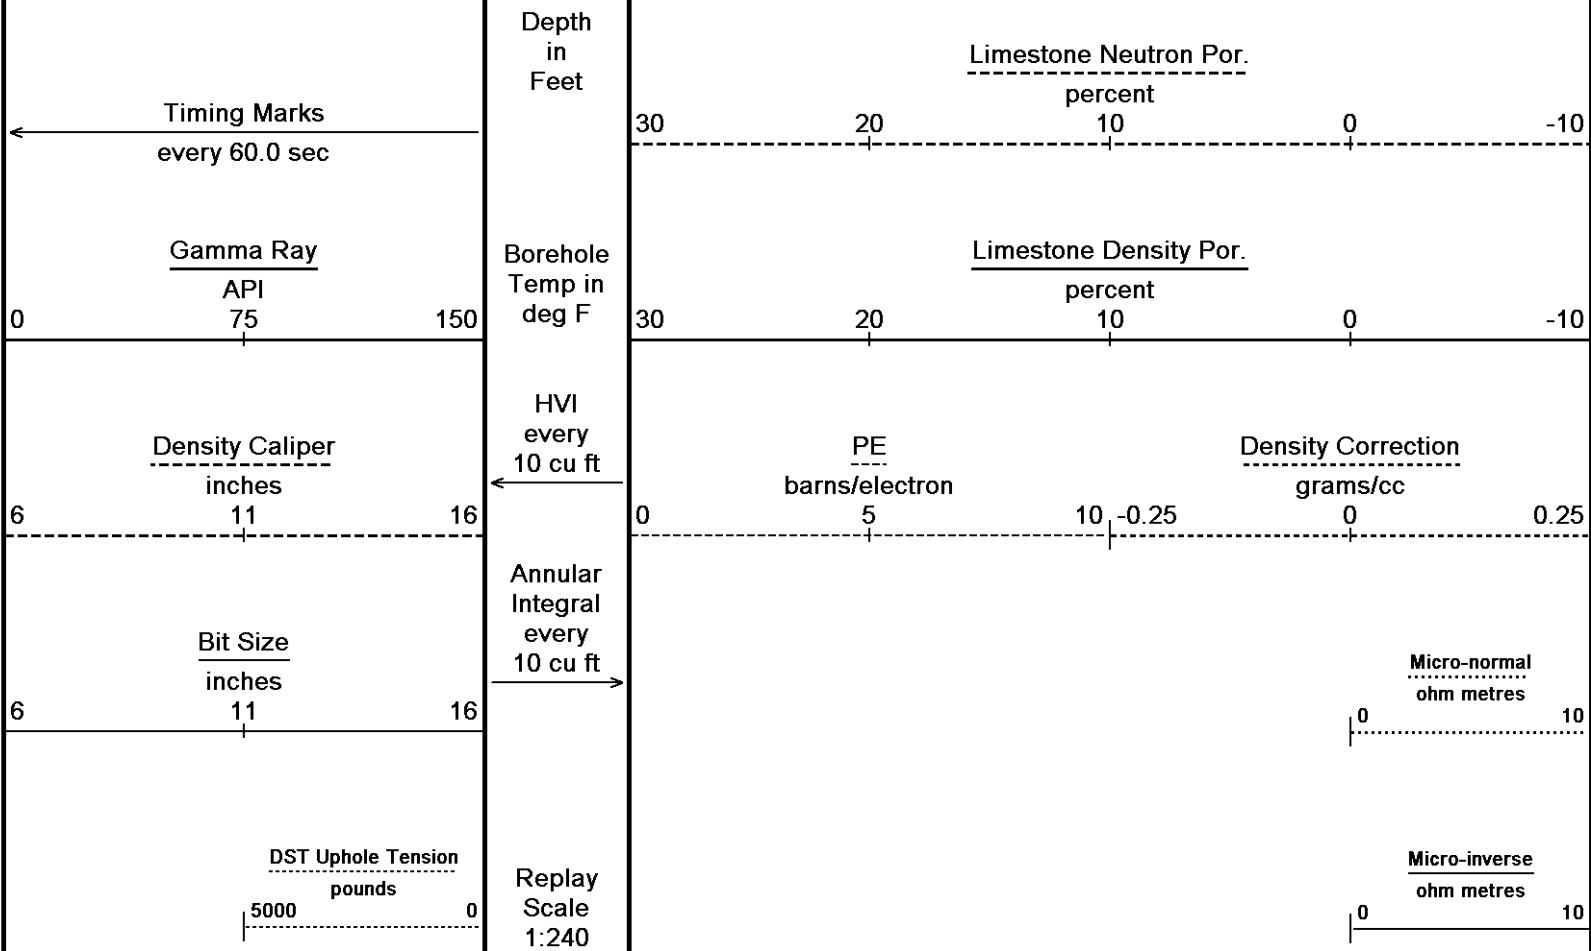 Timing Marks
every 60.0 sec
Gamma Ray
API
0 75 150
Density Caliper
inches
6 11 16
Bit Size
inches
6 11 16
DST Uphole Tension
pounds
5000 0
Depth
in
Feet
Borehole
Temp in
deg F
HVI
every
10 cu ft
Annular
Integral
every
10 cu ft
Replay
Scale
1:240
Limestone Neutron Por.
percent
30 20 10 0 -10
Limestone Density Por.
percent
30 20 10 0 -10
PE
barns/electron
0 5 10
Density Correction
grams/cc
-0.25 0 0.25
Micro-normal
ohm metres
0 10
Micro-inverse
ohm metres
0 10